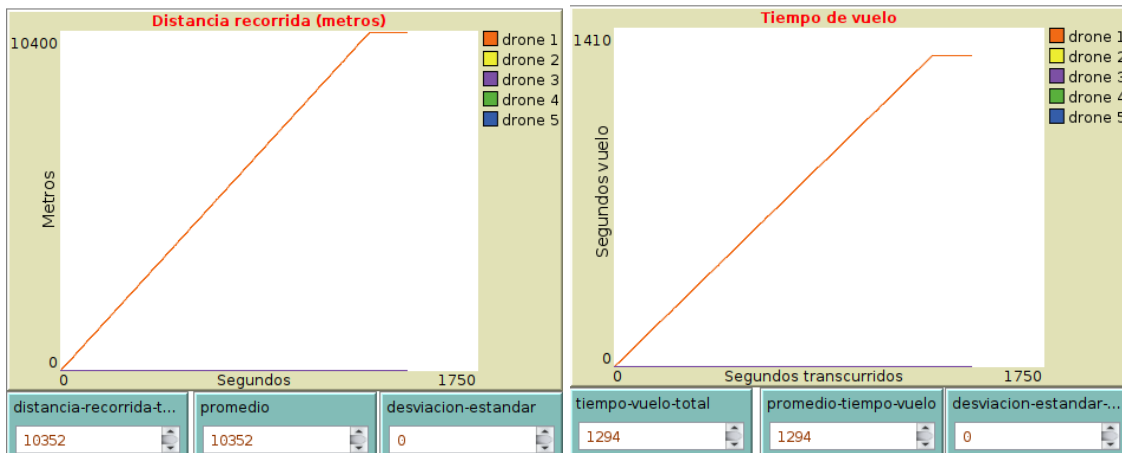 Distancia recorrida (metros)
10400
Metros
0
0
Segundos
1750
drone 1
drone 2
drone 3
drone 4
drone 5
distancia-recorrida-t...
10352
promedio
10352
desviacion-estandar
0
Tiempo de vuelo
1410
Segundos vuelo
0
0
Segundos transcurridos
1750
drone 1
drone 2
drone 3
drone 4
drone 5
tiempo-vuelo-total
1294
promedio-tiempo-vuelo
1294
desviacion-estandar-...
0